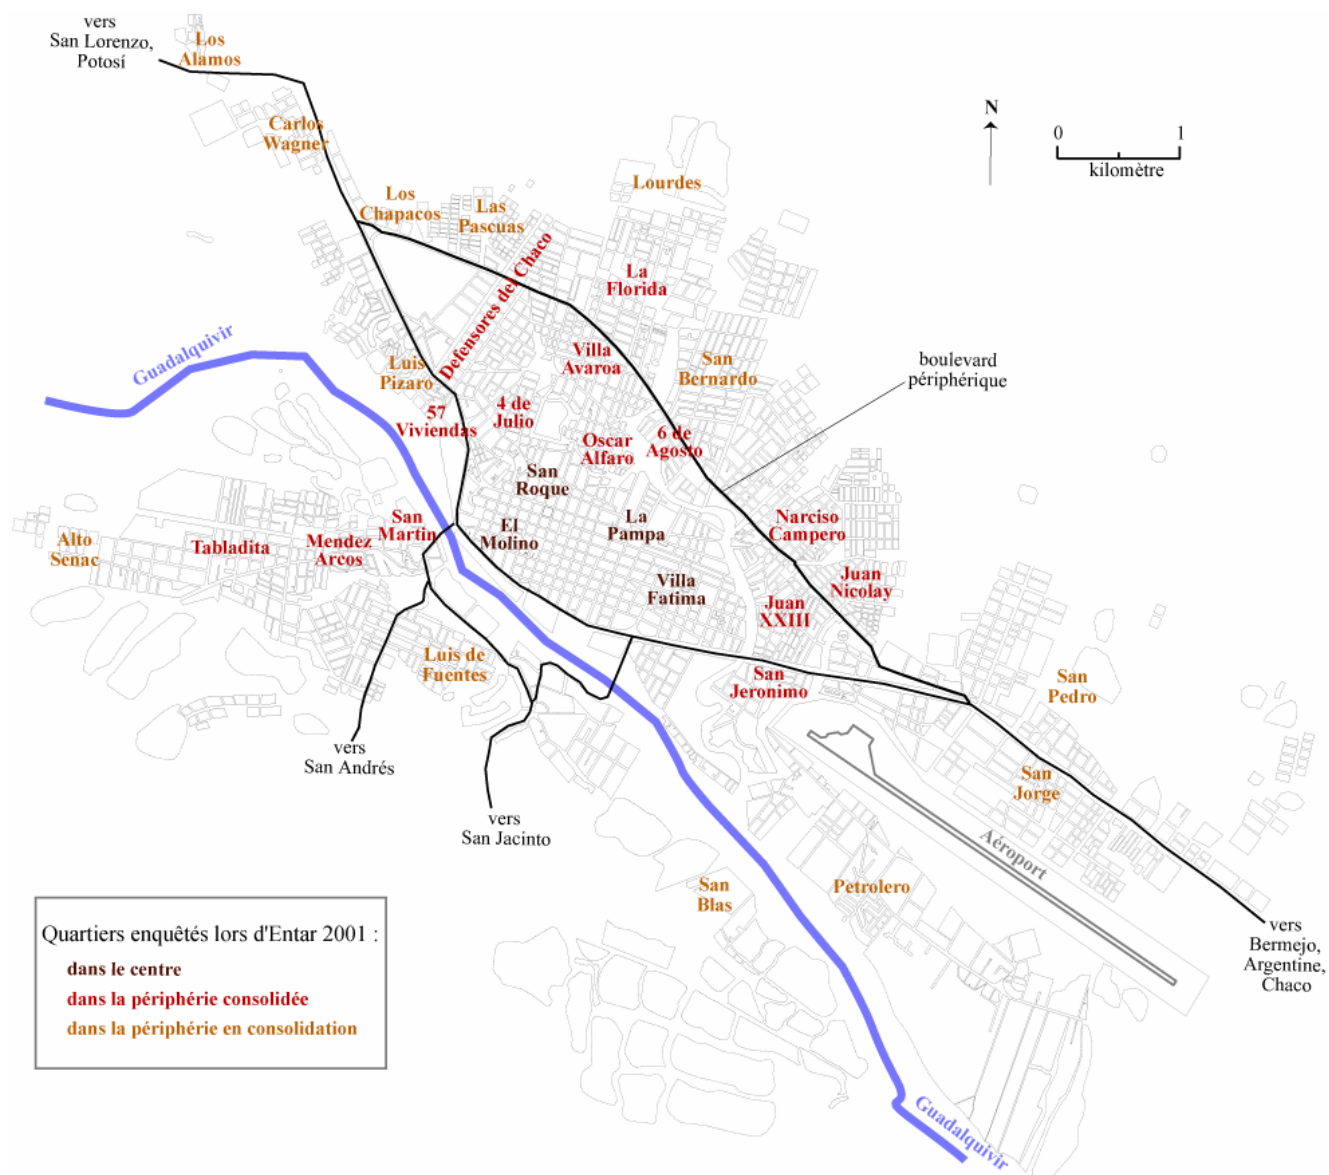 vers
San Lorenzo,
Potosí
Los
Alamos
Carlos
Wagner
N
0 1
kilomètre
Los
Chapacos
Las
Pascuas
Lourdes
Defensores del Chaco
La
Florida
Guadalquivir
Luis
Pizaro
Villa
Avaroa
San
Bernardo
boulevard
périphérique
57
Viviendas
4 de
Julio
Oscar
Alfaro
6 de
Agosto
San
Roque
El
Molino
La
Pampa
Narciso
Campero
Alto
Senac
Tabladita
Mendez
Arcos
San
Martin
Villa
Fatima
Juan
XXIII
Juan
Nicolay
Luis de
Fuentes
San
Jeronimo
San
Pedro
vers
San Andrés
vers
San Jacinto
San
Jorge
Aéroport
San
Blas
Petrolero
vers
Bermejo,
Argentine,
Chaco
Guadalquivir
Quartiers enquêtés lors d'Entar 2001 :
dans le centre
dans la périphérie consolidée
dans la périphérie en consolidation